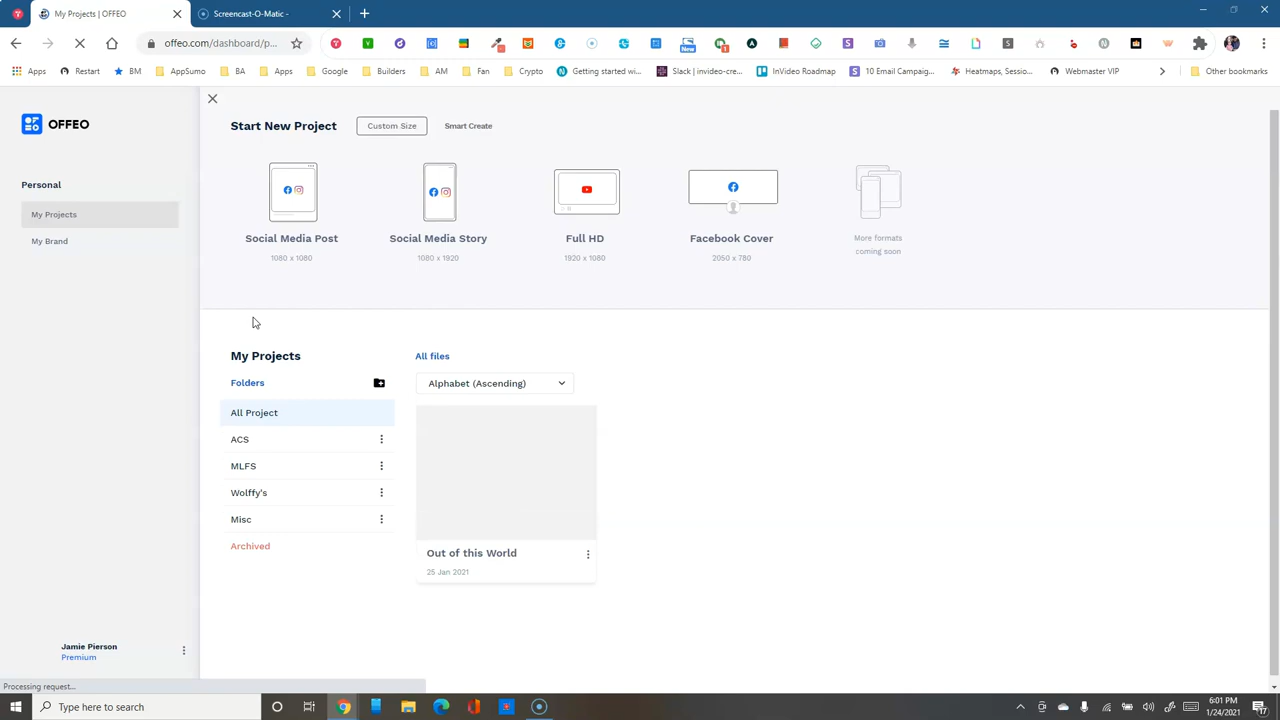 My Projects | OFFEO
Screencast-O-Matic -
offeo.com/dashboard/p...
Apps
Restart
BM
AppSumo
BA
Apps
Google
Builders
AM
Fan
Crypto
Getting started wi...
Slack | invideo-cre...
InVideo Roadmap
10 Email Campaig...
Heatmaps, Sessio...
Webmaster VIP
Other bookmarks
OFFEO
Personal
My Projects
My Brand
Start New Project
Custom Size
Smart Create
Social Media Post
1080 x 1080
Social Media Story
1080 x 1920
Full HD
1920 x 1080
Facebook Cover
2050 x 780
More formats
coming soon
My Projects
Folders
All Project
ACS
MLFS
Wolffy's
Misc
Archived
All files
Alphabet (Ascending)
Out of this World
25 Jan 2021
Jamie Pierson
Premium
Processing request...
Type here to search
6:01 PM
1/24/2021